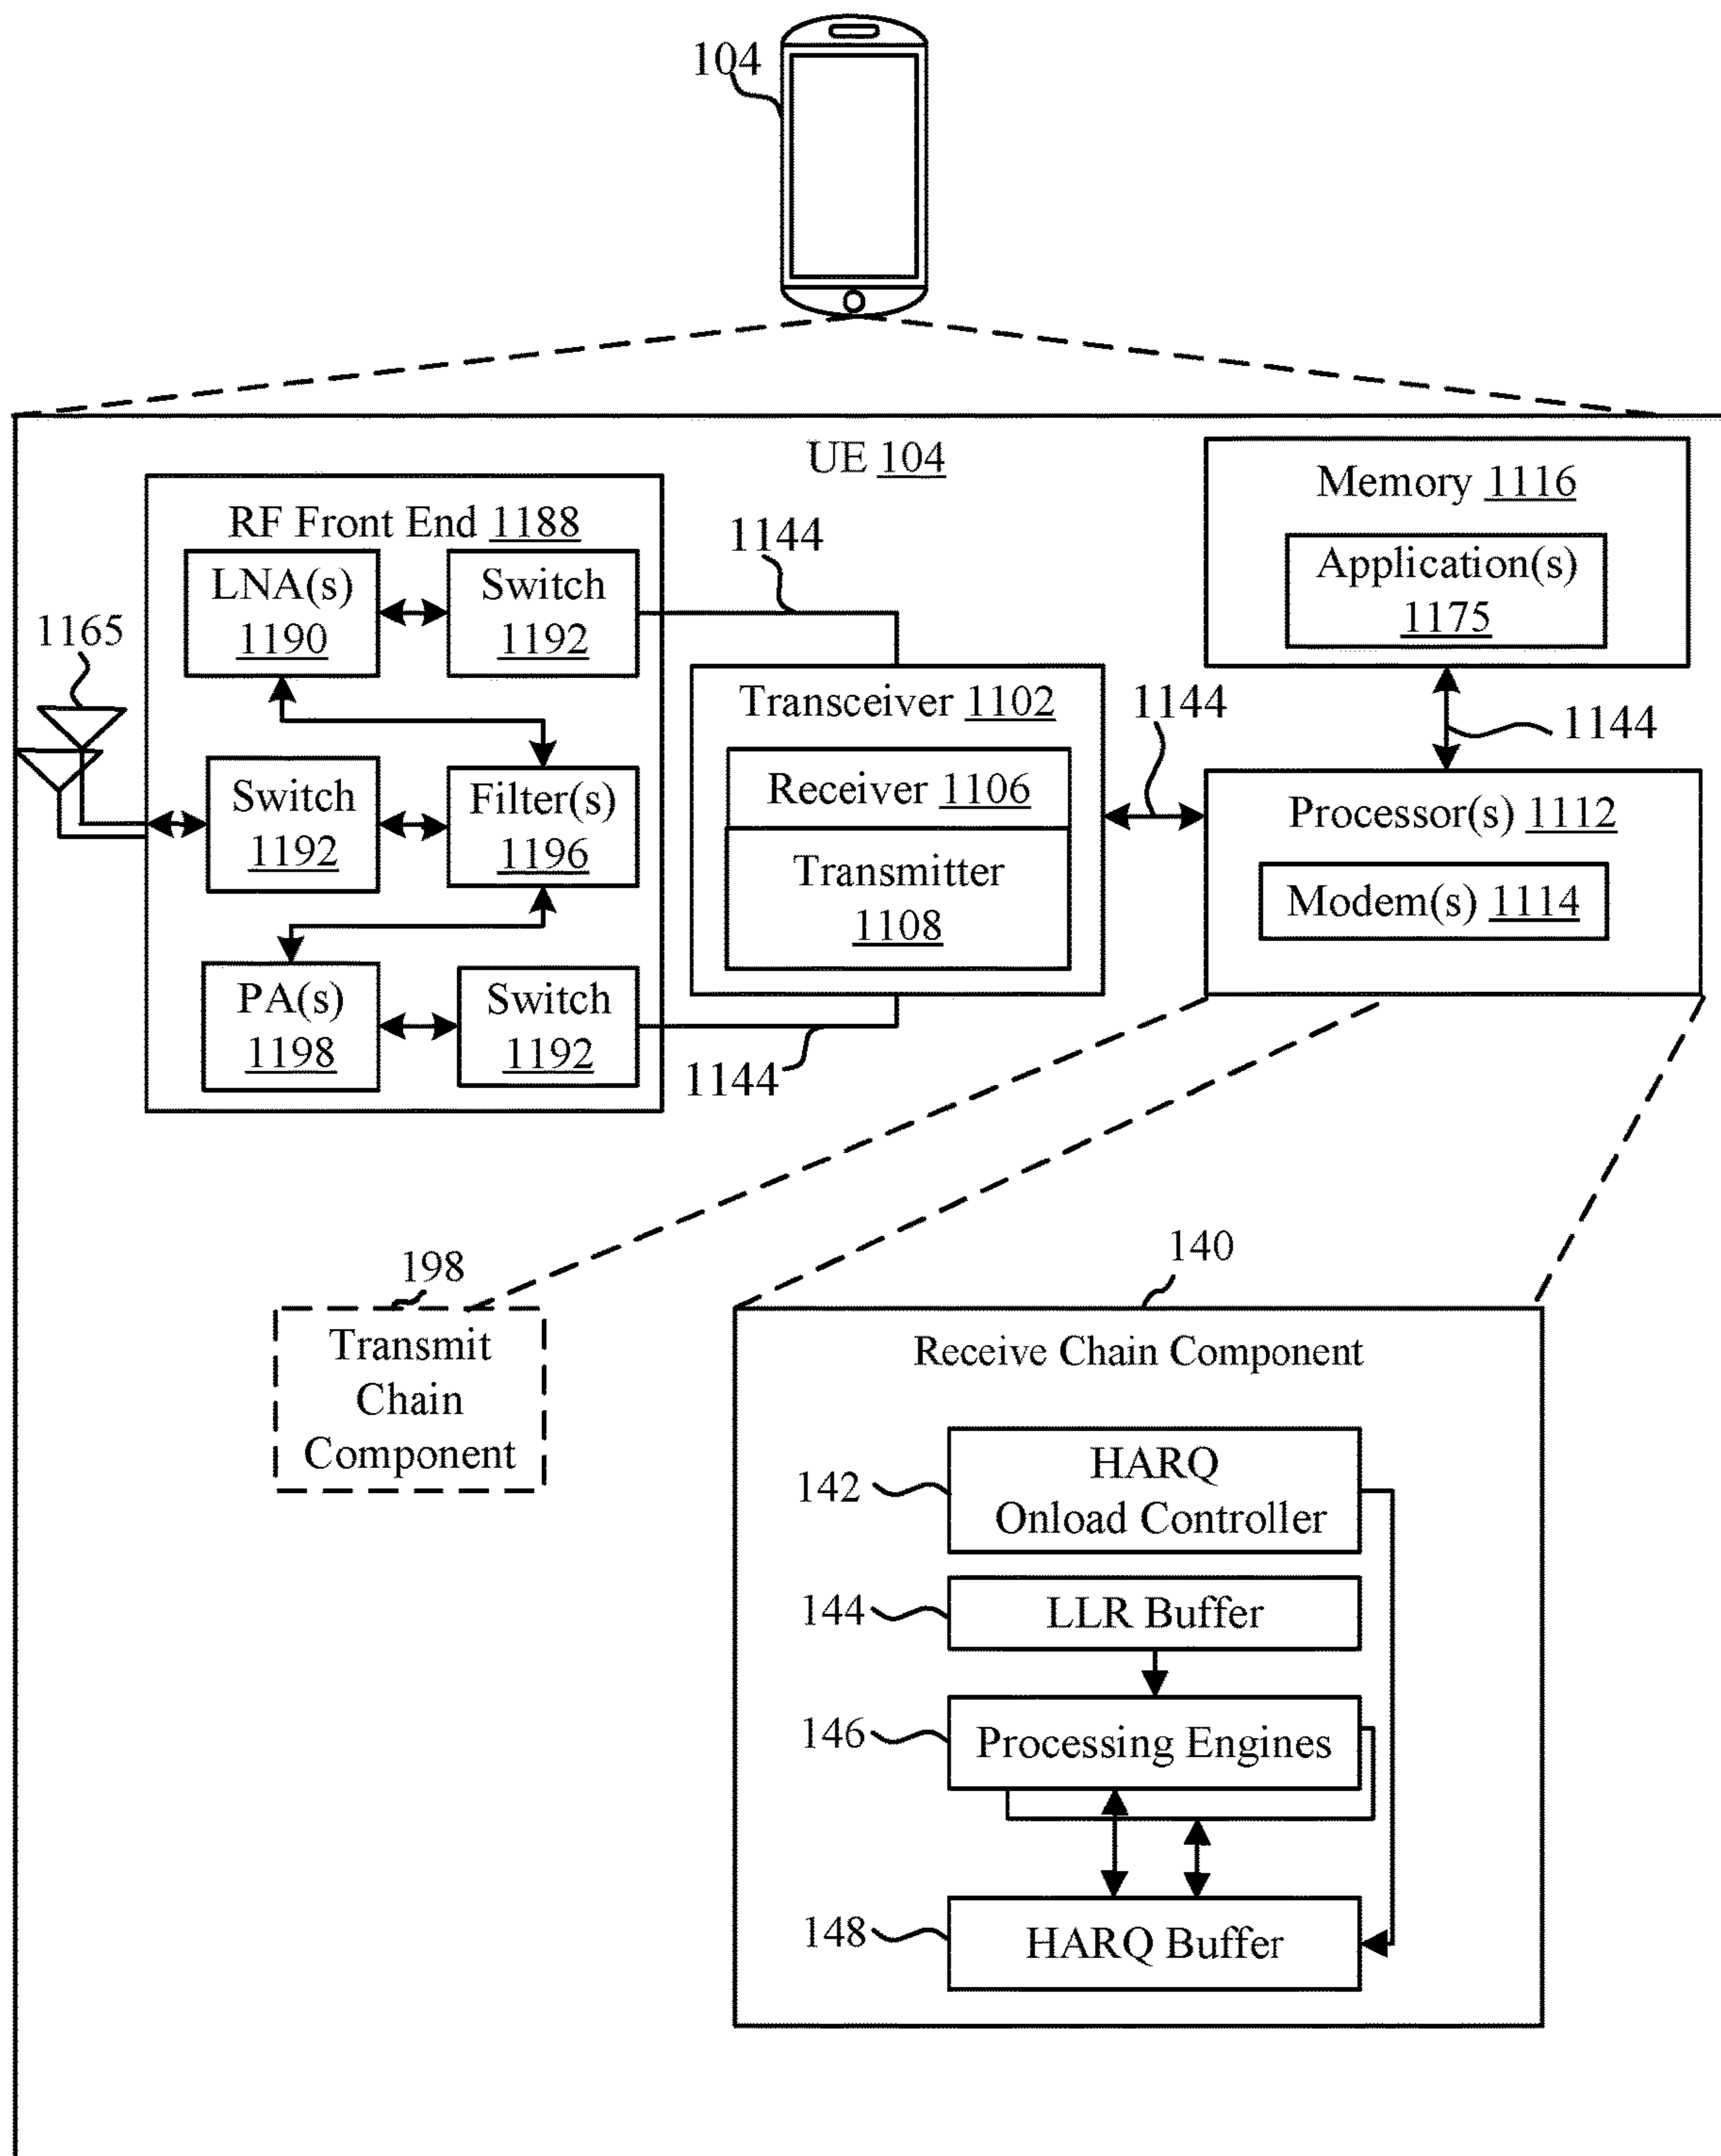 104
UE 104
RF Front End 1188
LNA(s)
1190
Switch
1192
1144
1165
Switch
1192
Filter(s)
1196
PA(s)
1198
Switch
1192
1144
Transceiver 1102
Receiver 1106
Transmitter
1108
1144
Memory 1116
Application(s)
1175
1144
Processor(s) 1112
Modem(s) 1114
198
Transmit
Chain
Component
140
Receive Chain Component
142
HARQ
Onload Controller
144
LLR Buffer
146
Processing Engines
148
HARQ Buffer